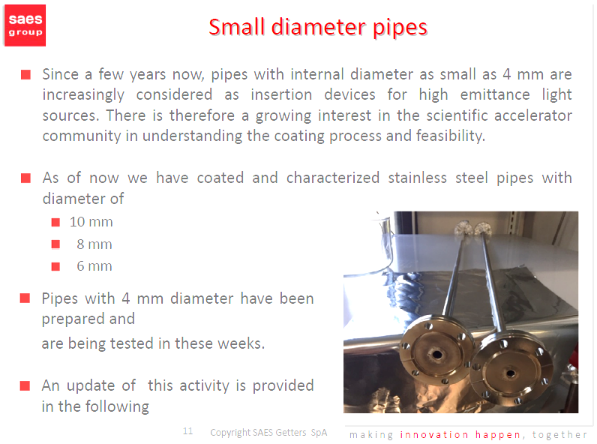 saes
group
Small diameter pipes
Since a few years now, pipes with internal diameter as small as 4 mm are
increasingly considered as insertion devices for high emittance light
sources. There is therefore a growing interest in the scientific accelerator
community in understanding the coating process and feasibility.
As of now we have coated and characterized stainless steel pipes with
diameter of
10 mm
8 mm
6 mm
Pipes with 4 mm diameter have been
prepared and
are being tested in these weeks.
An update of this activity is provided
in the following
11 Copyright SAES Getters SpA
making innovation happen, together